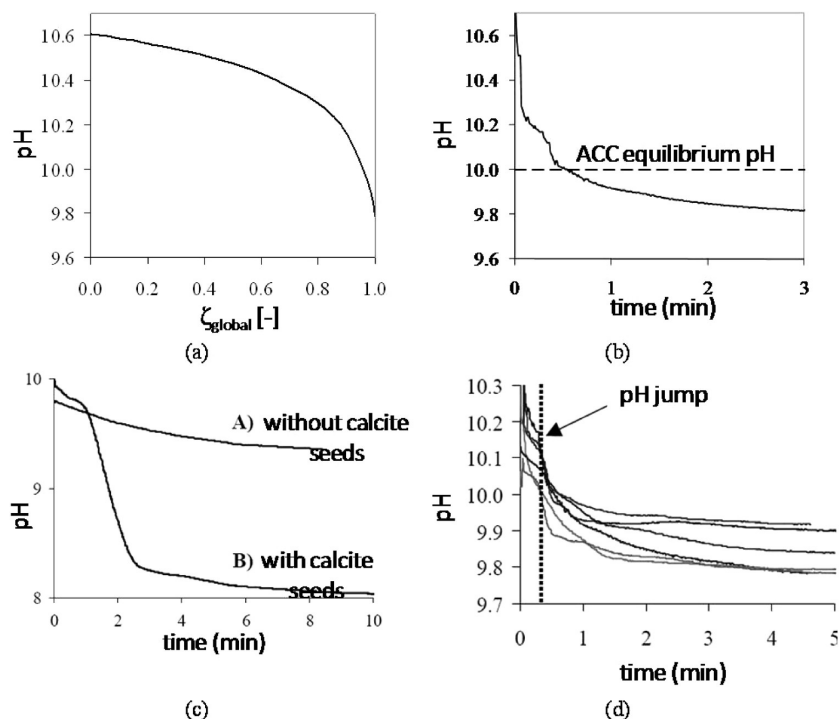 10.6
10.4
10.2
10.0
9.8
9.6
pH
0.0 0.2 0.4 0.6 0.8 1.0
ζglobal [-]
(a)
10.6
10.4
10.2
10.0
9.8
9.6
pH
ACC equilibrium pH
0 1 2 3
time (min)
(b)
10
9
8
pH
A) without calcite
seeds
B) with calcite
seeds
0 2 4 6 8 10
time (min)
(c)
10.3
10.2
10.1
10.0
9.9
9.8
9.7
pH
pH jump
0 1 2 3 4 5
time (min)
(d)